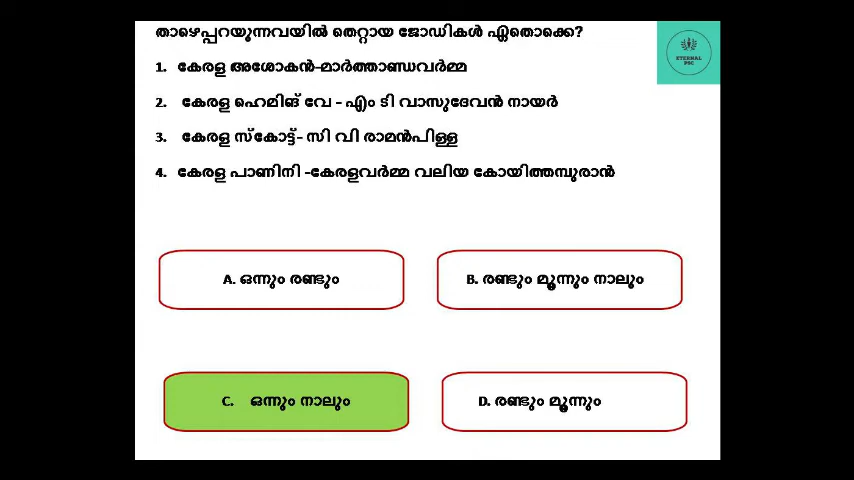 താഴെപ്പറയുന്നവയിൽ തെറ്റായ ജോഡികൾ ഏതൊക്കെ?
ETERNAL
PSC
1. കേരള അശോകൻ-മാർത്താണ്ഡവർമ്മ
2. കേരള ഹെമിങ് വേ - എം ടി വാസുദേവൻ നായർ
3. കേരള സ്കോട്ട്- സി വി രാമൻപിള്ള
4. കേരള പാണിനി -കേരളവർമ്മ വലിയ കോയിത്തമ്പുരാൻ
A. ഒന്നും രണ്ടും
B. രണ്ടും മൂന്നും നാലും
C. ഒന്നും നാലും
D. രണ്ടും മൂന്നും